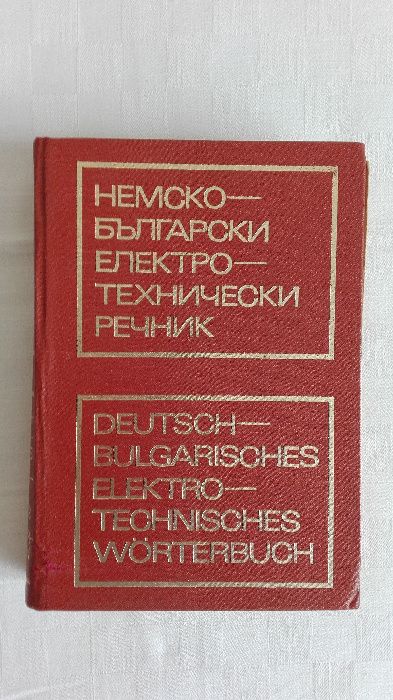 НЕМСКО—
БЪЛГАРСКИ
ЕЛЕКТРО—
ТЕХНИЧЕСКИ
РЕЧНИК
DEUTSCH—
BULGARISCHES
ELEKTRO—
TECHNISCHES
WÖRTERBUCH